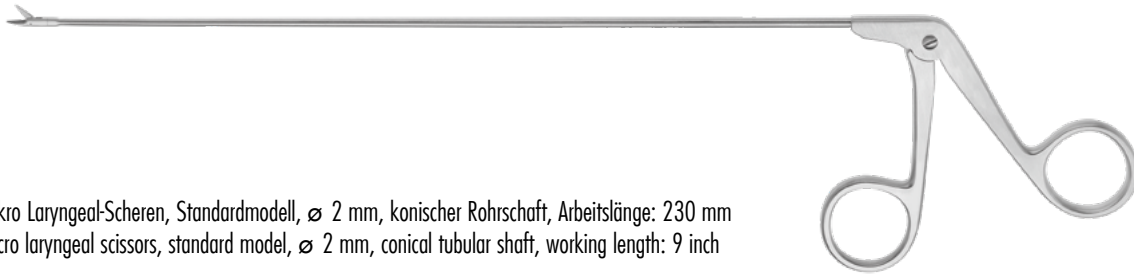 kro Laryngeal-Scheren, Standardmodell, ⌀ 2 mm, konischer Rohrschaft, Arbeitslänge: 230 mm
cro laryngeal scissors, standard model, ⌀ 2 mm, conical tubular shaft, working length: 9 inch